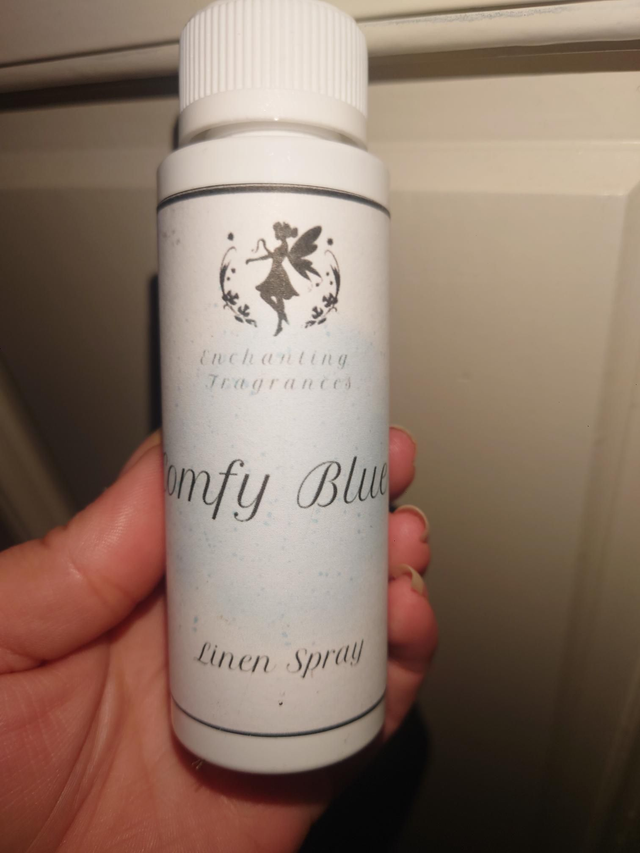 Enchanting
Fragrances
omfy Blue
Linen Spray